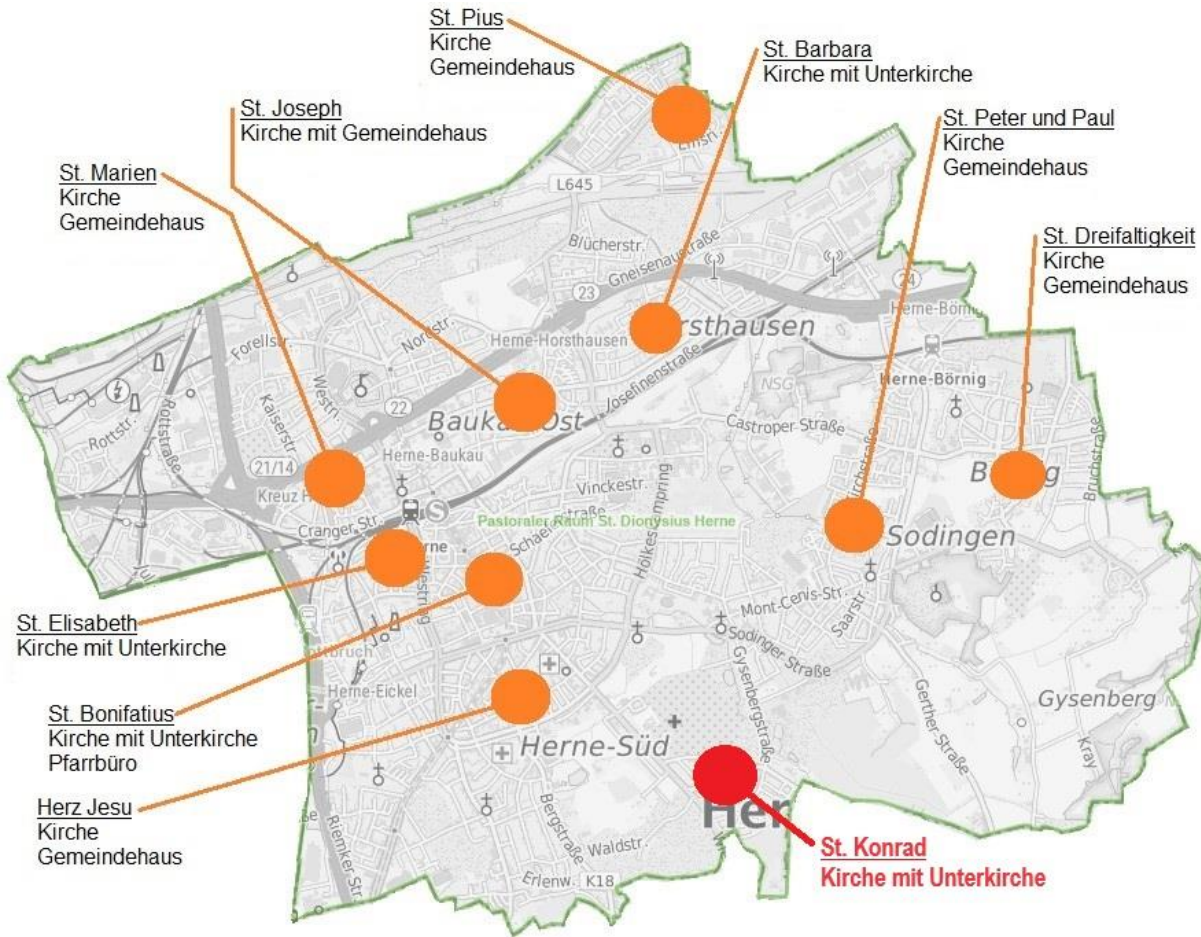 St. Pius
Kirche
Gemeindehaus
St. Barbara
Kirche mit Unterkirche
St. Joseph
Kirche mit Gemeindehaus
St. Peter und Paul
Kirche
Gemeindehaus
St. Marien
Kirche
Gemeindehaus
St. Dreifaltigkeit
Kirche
Gemeindehaus
L645
Blücherstr.
Gneisenaustraße
24
23
Herne-Börnig
Nordstr.
Herne-Horsthausen
Forellstr.
Josefinenstraße
NSG
Herne-Börnig
Westri.
Kaiserstr
22
Rottstr.
Rottstraße
Castroper Straße
Bruchstraße
Herne-Baukau
21/14
Vinckestr.
Cranger Str.
S
Pastoraler Raum St. Dionysius Herne
Sodingen
Mont-Cenis-Str.
Saarstr.
Sodinger Straße
St. Elisabeth
Kirche mit Unterkirche
Herne-Eickel
Gysenbergstraße
Gerther Straße
Gysenberg
Kray
St. Bonifatius
Kirche mit Unterkirche
Pfarrbüro
Herne-Süd
Her
Herz Jesu
Kirche
Gemeindehaus
Riemker Str.
Bergstraße
Waldstr.
Erlenw.
K18
St. Konrad
Kirche mit Unterkirche